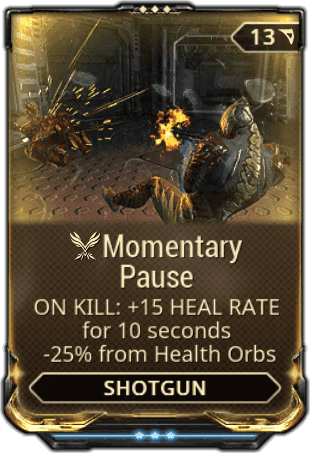 13
Momentary
Pause
ON KILL: +15 HEAL RATE
for 10 seconds
-25% from Health Orbs
SHOTGUN